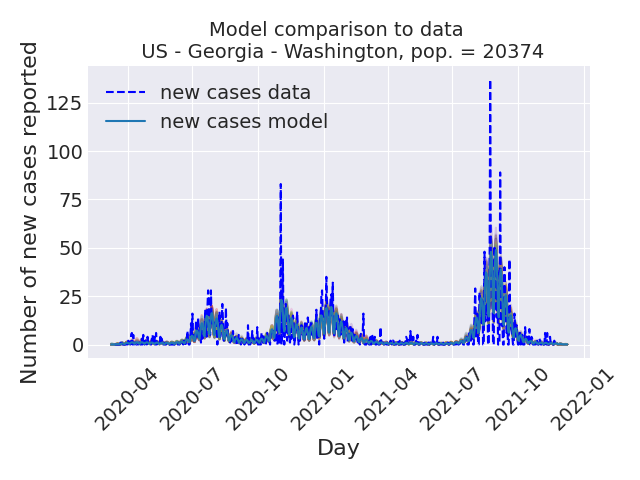 Model comparison to data
US - Georgia - Washington, pop. = 20374
Number of new cases reported
125
100
75
50
25
0
new cases data
new cases model
2020-04
2020-07
2020-10
2021-01
2021-04
2021-07
2021-10
2022-01
Day